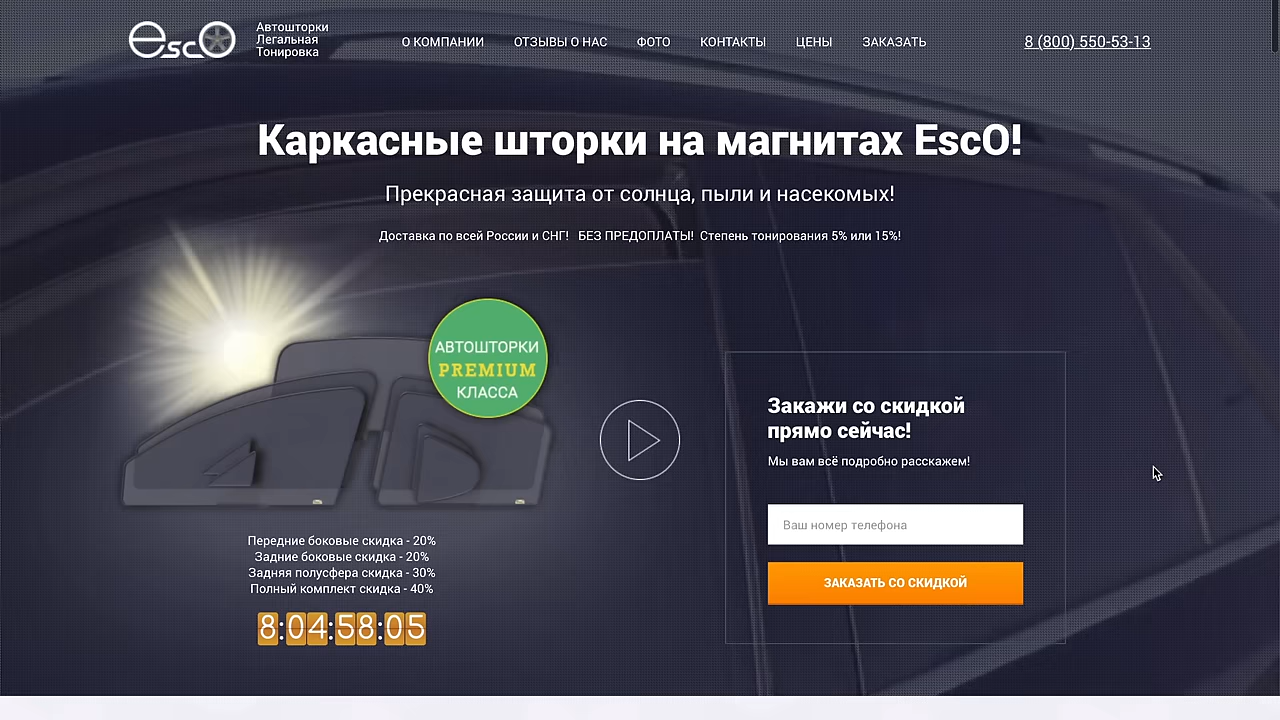 EscO
Автошторки
Легальная
Тонировка
О КОМПАНИИ
ОТЗЫВЫ О НАС
ФОТО
КОНТАКТЫ
ЦЕНЫ
ЗАКАЗАТЬ
8 (800) 550-53-13
Каркасные шторки на магнитах EscO!
Прекрасная защита от солнца, пыли и насекомых!
Доставка по всей России и СНГ! БЕЗ ПРЕДОПЛАТЫ! Степень тонирования 5% или 15%!
АВТОШТОРКИ
PREMIUM
КЛАССА
Закажи со скидкой
прямо сейчас!
Мы вам всё подробно расскажем!
Ваш номер телефона
ЗАКАЗАТЬ СО СКИДКОЙ
Передние боковые скидка - 20%
Задние боковые скидка - 20%
Задняя полусфера скидка - 30%
Полный комплект скидка - 40%
8:04:58:05